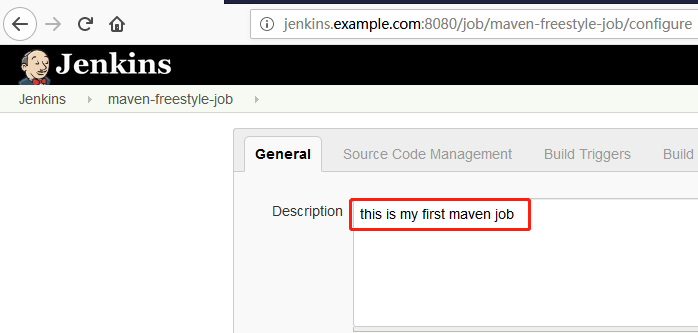 jenkins.example.com:8080/job/maven-freestyle-job/configure
Jenkins
Jenkins maven-freestyle-job
General Source Code Management Build Triggers Build
Description this is my first maven job